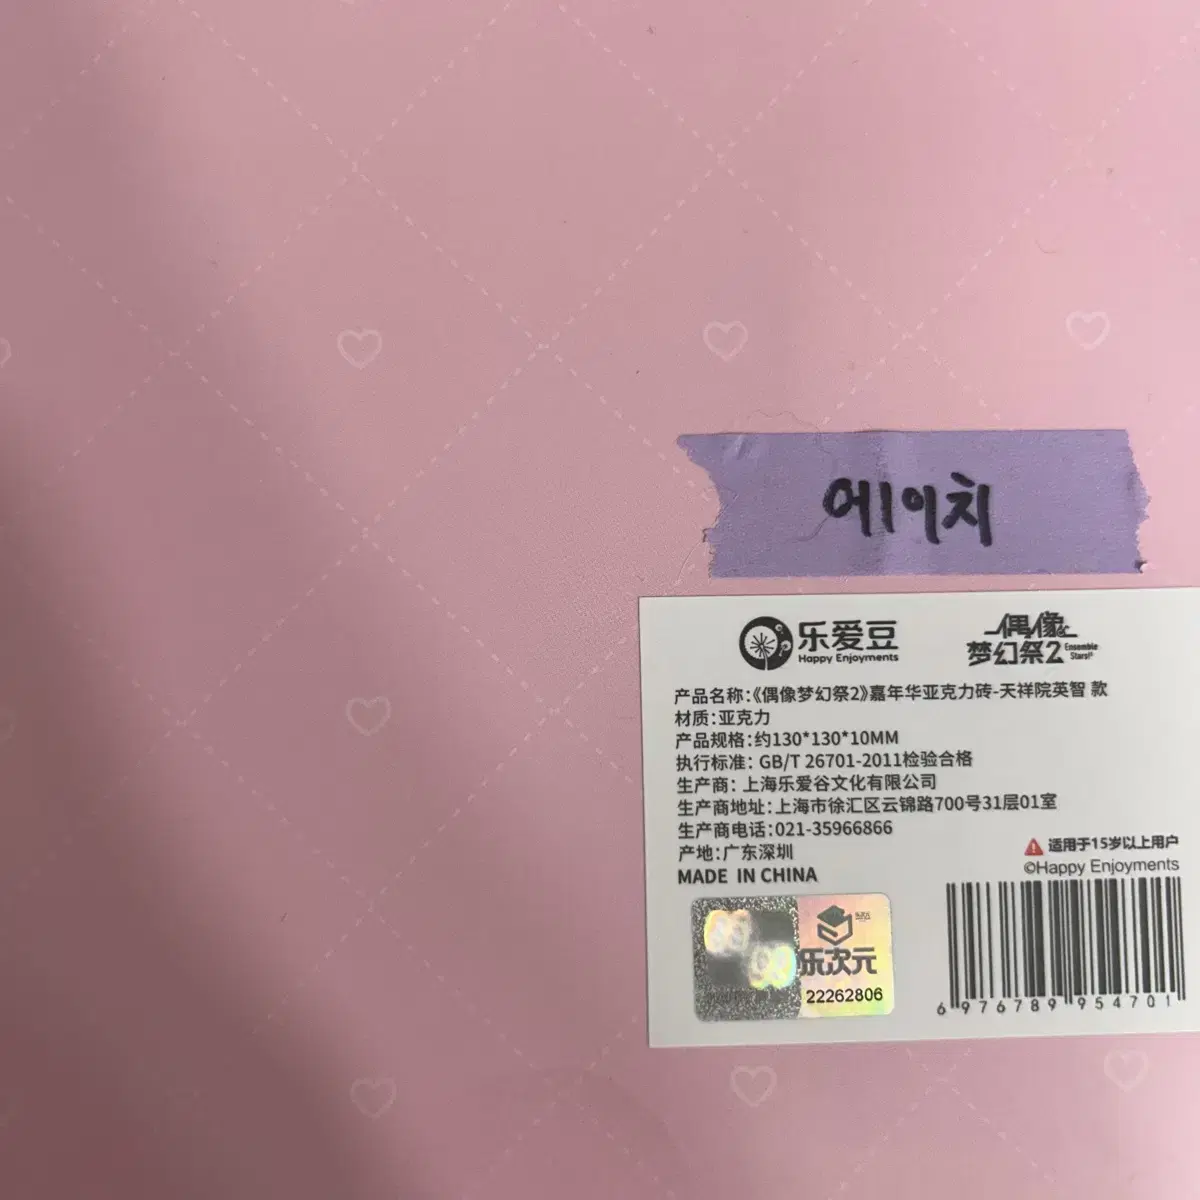 에이치
乐爱豆
Happy Enjoyments
偶像
梦幻祭2
Ensemble
Stars!!
产品名称:《偶像梦幻祭2》嘉年华亚克力砖-天祥院英智 款
材质:亚克力
产品规格:约130*130*10MM
执行标准: GB/T 26701-2011检验合格
生产商: 上海乐爱谷文化有限公司
生产商地址:上海市徐汇区云锦路700号31层01室
生产商电话:021-35966866
产地:广东深圳
MADE IN CHINA
适用于15岁以上用户
©Happy Enjoyments
乐次元
22262806
6976789954701